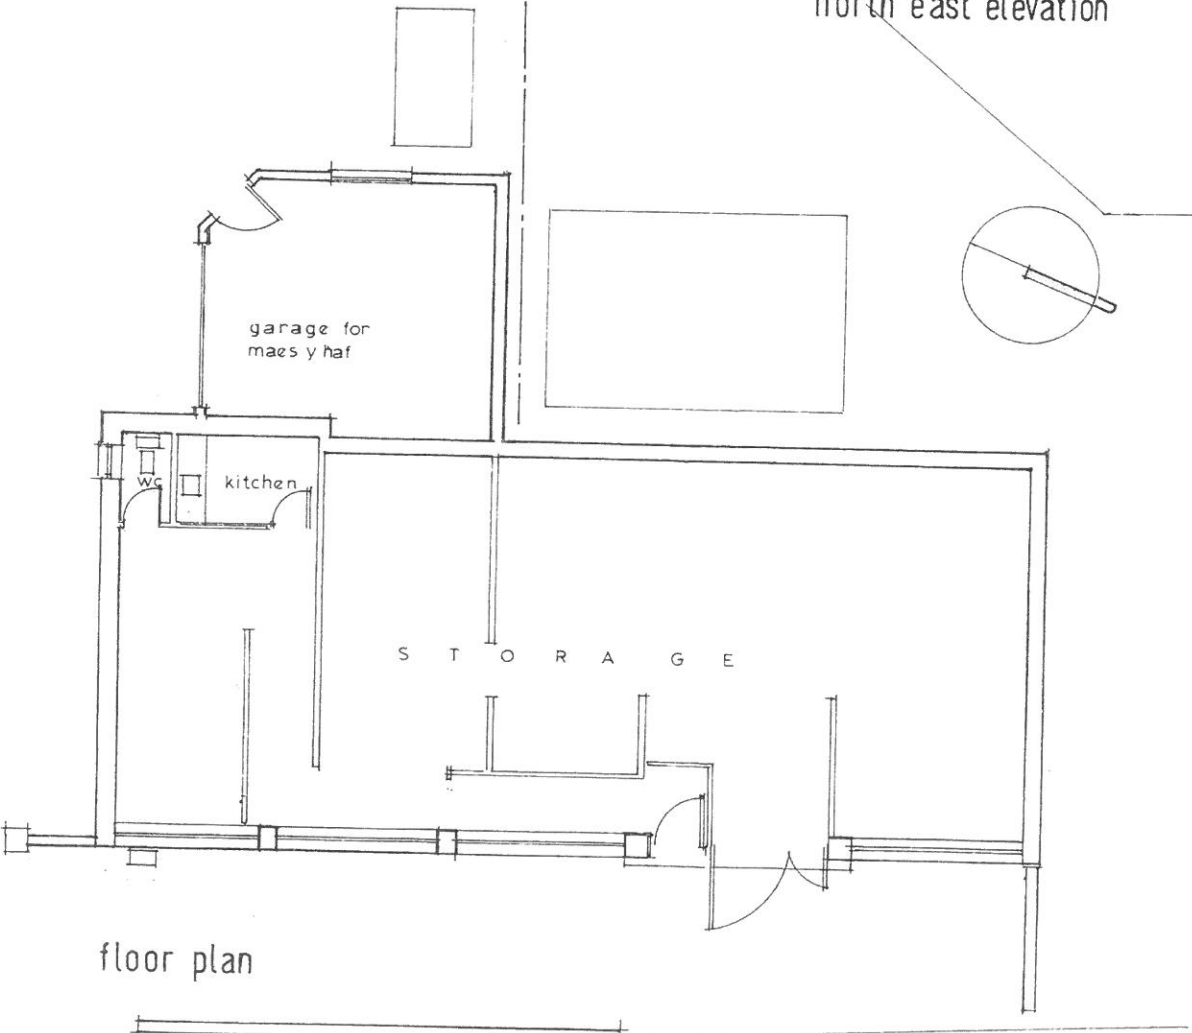 north east elevation
garage for
maes y haf
wc
kitchen
S T O R A G E
floor plan